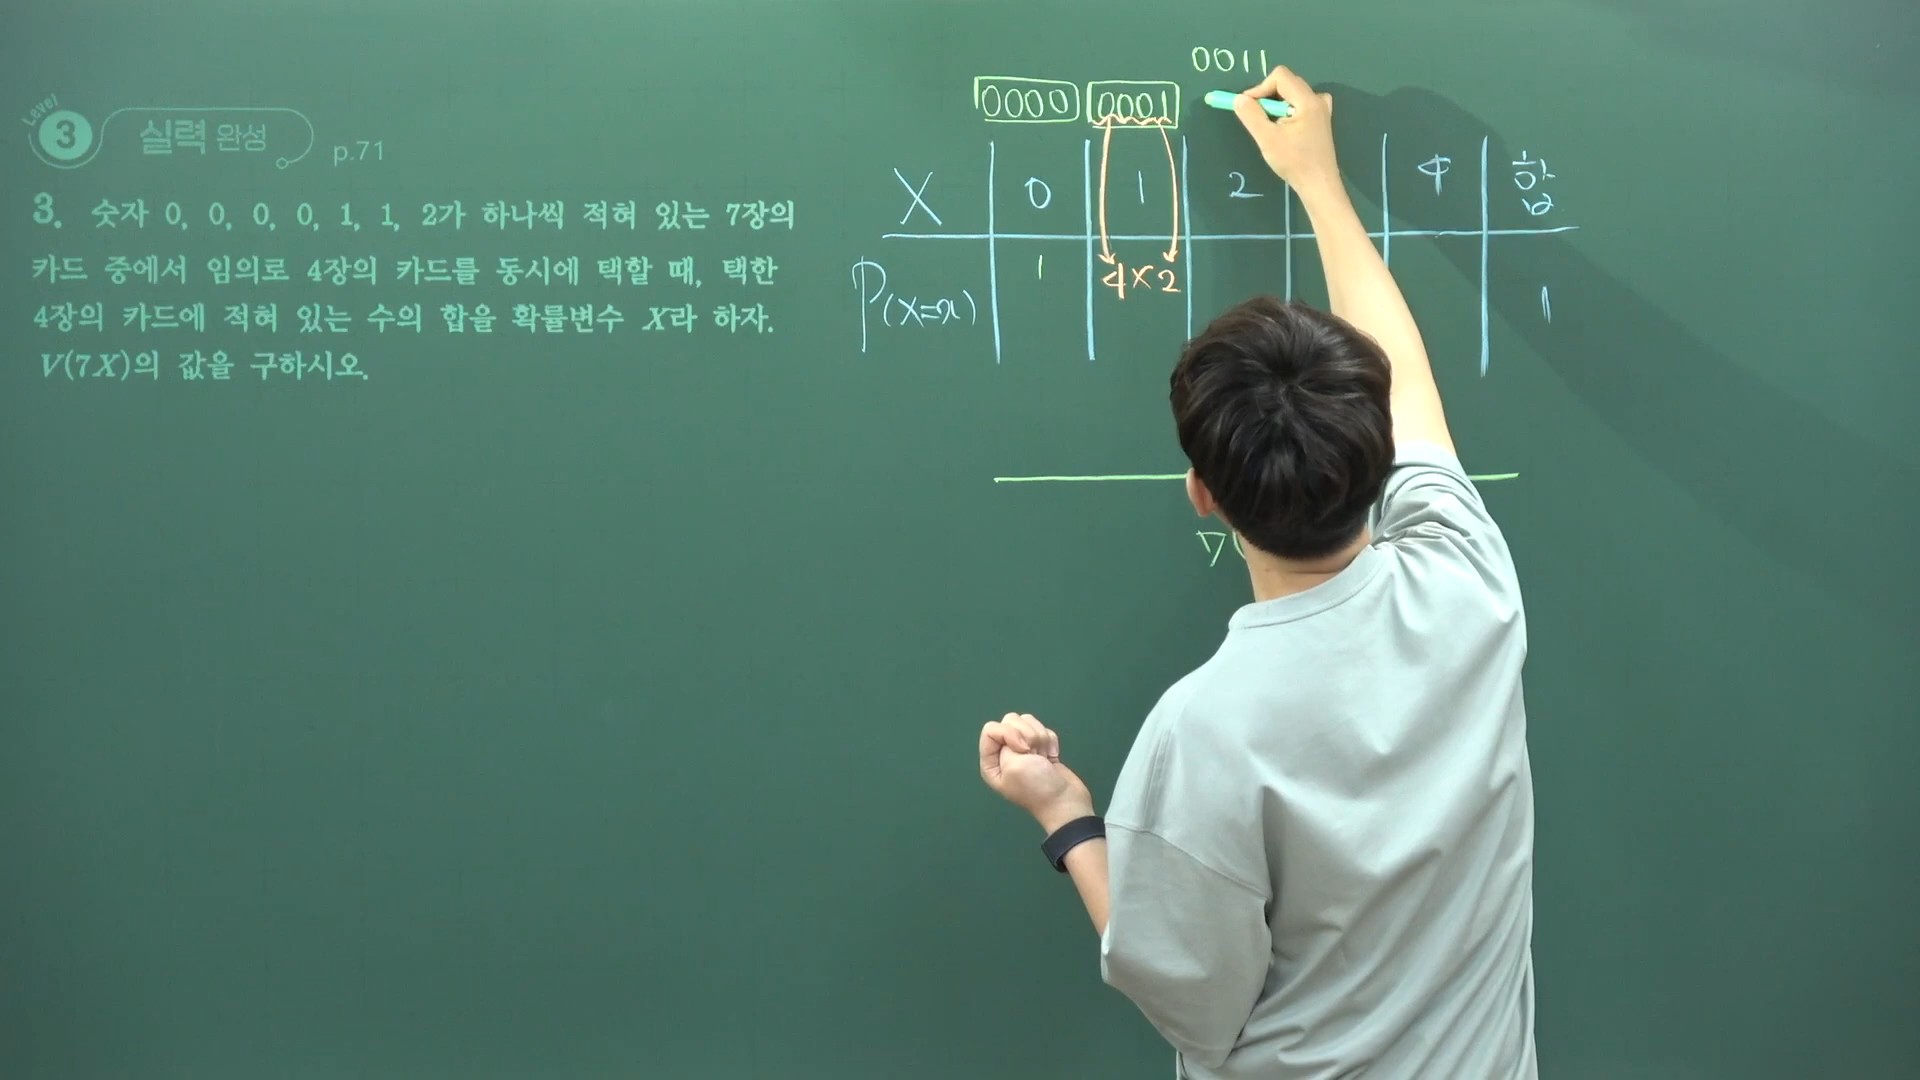 Level 3 실력 완성 p.71
3. 숫자 0, 0, 0, 0, 1, 1, 2가 하나씩 적혀 있는 7장의
카드 중에서 임의로 4장의 카드를 동시에 택할 때, 택한
4장의 카드에 적혀 있는 수의 합을 확률변수 X라 하자.
V(7X)의 값을 구하시오.
0011
0000 0001
X 0 1 2 4 합
P(X=x) 1 4×2 1
7